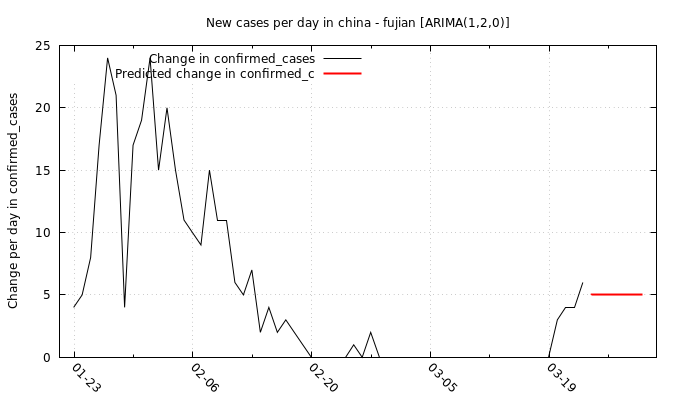 New cases per day in china - fujian [ARIMA(1,2,0)]
Change in confirmed_cases
Predicted change in confirmed_c
Change per day in confirmed_cases
25
20
15
10
5
0
01-23
02-06
02-20
03-05
03-19